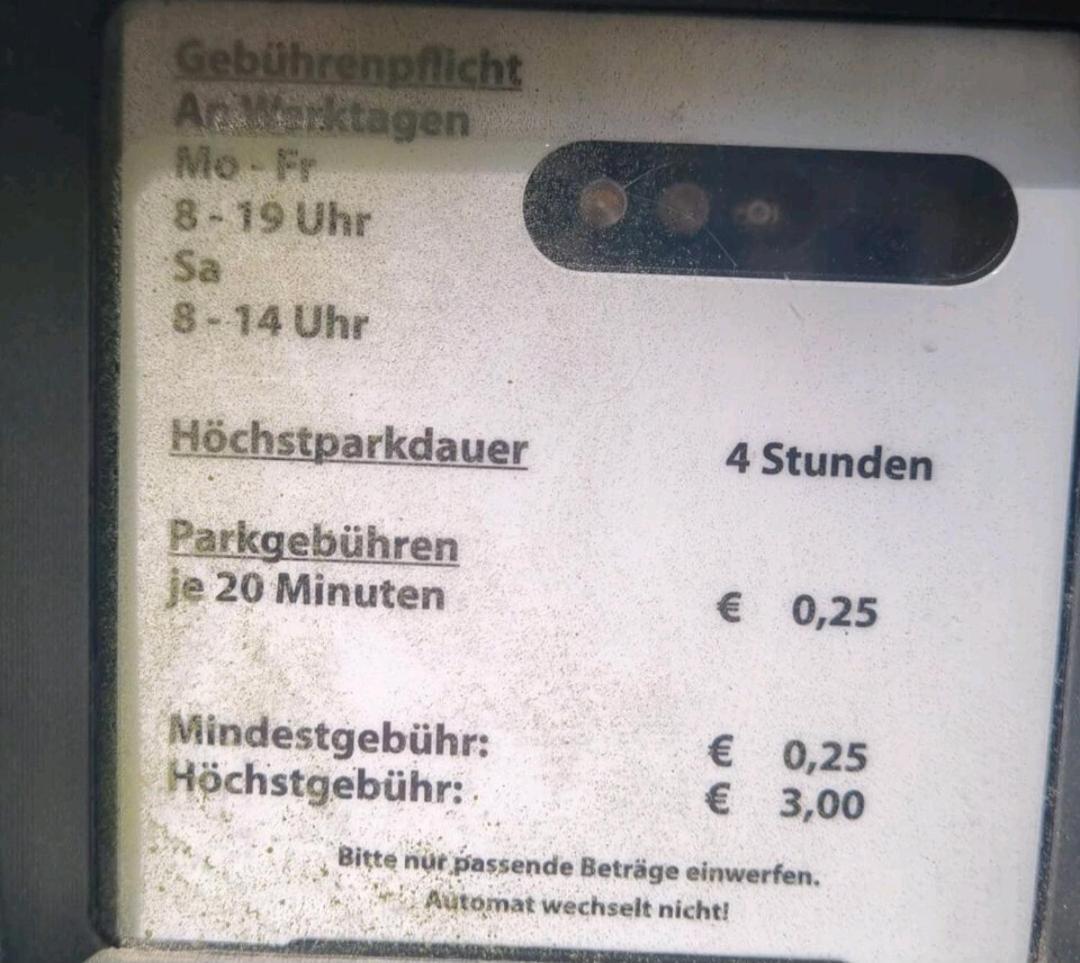 Gebührenpflicht
An Werktagen
Mo - Fr
8 - 19 Uhr
Sa
8 - 14 Uhr
Höchstparkdauer 4 Stunden
Parkgebühren
je 20 Minuten € 0,25
Mindestgebühr: € 0,25
Höchstgebühr: € 3,00
Bitte nur passende Beträge einwerfen.
Automat wechselt nicht!